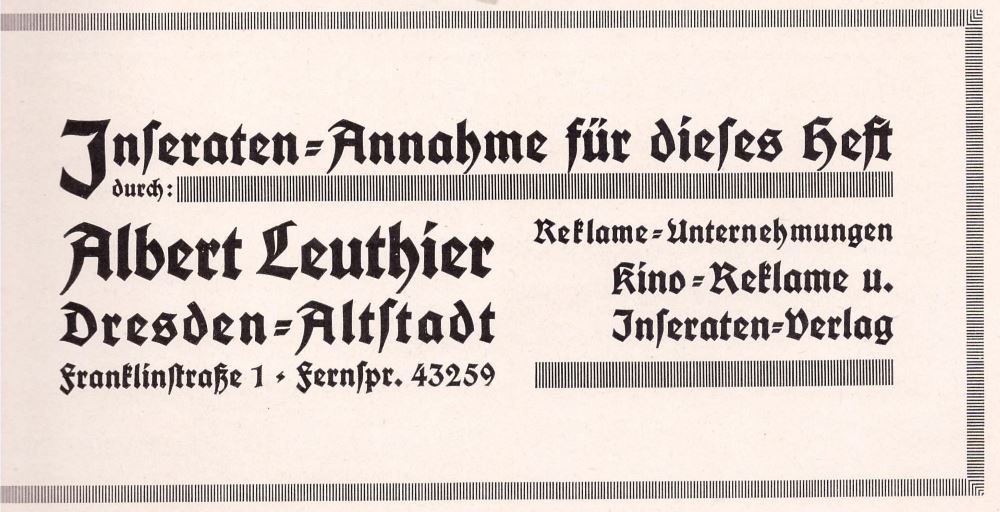 Inseraten=Annahme für dieses Heft
durch:
Albert Leuthier
Dresden=Altstadt
Franklinstraße 1 · Fernspr. 43259
Reklame=Unternehmungen
Kino=Reklame u.
Inseraten=Verlag